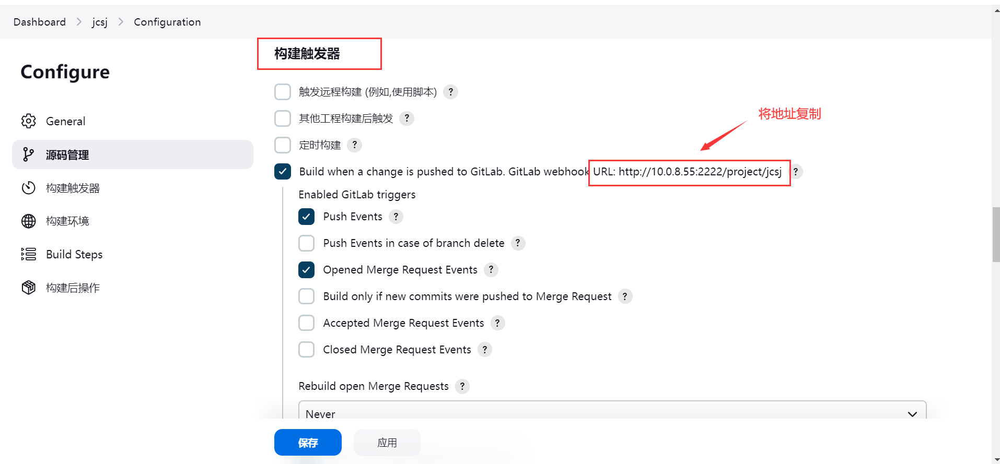 Dashboard > jcsj > Configuration
Configure
General
源码管理
构建触发器
构建环境
Build Steps
构建后操作
构建触发器
触发远程构建 (例如,使用脚本) ?
其他工程构建后触发 ?
定时构建 ?
将地址复制
Build when a change is pushed to GitLab. GitLab webhook URL: http://10.0.8.55:2222/project/jcsj ?
Enabled GitLab triggers
Push Events ?
Push Events in case of branch delete ?
Opened Merge Request Events ?
Build only if new commits were pushed to Merge Request ?
Accepted Merge Request Events ?
Closed Merge Request Events ?
Rebuild open Merge Requests ?
Never
保存
应用